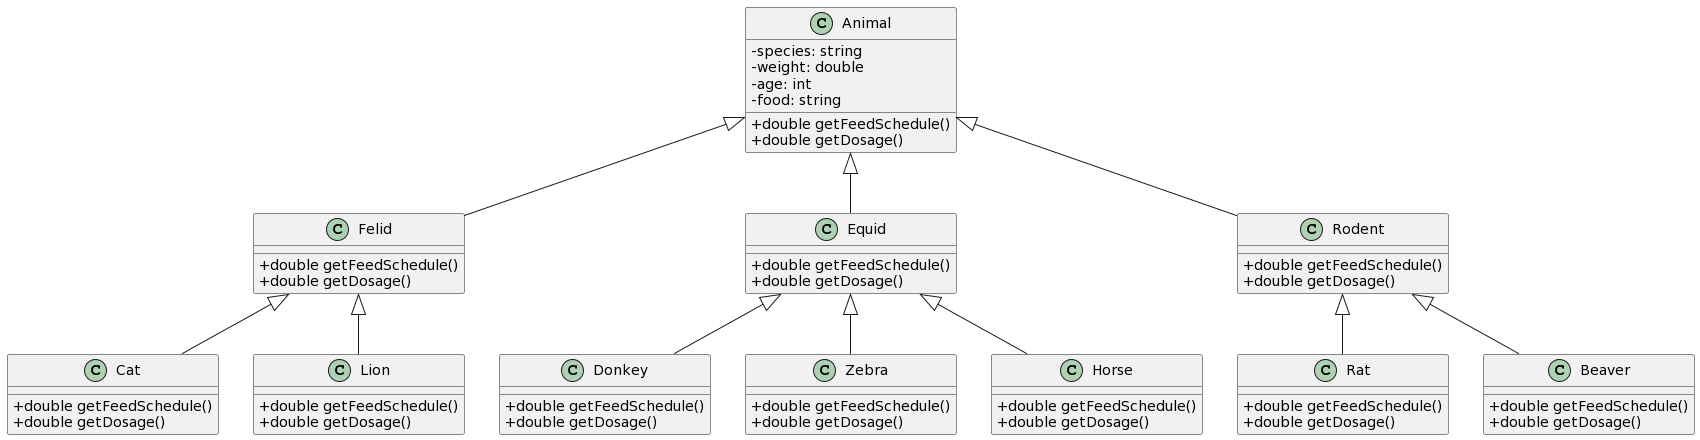 C Animal
-species: string
-weight: double
-age: int
-food: string
+double getFeedSchedule()
+double getDosage()
C Felid
+double getFeedSchedule()
+double getDosage()
C Equid
+double getFeedSchedule()
+double getDosage()
C Rodent
+double getFeedSchedule()
+double getDosage()
C Cat
+double getFeedSchedule()
+double getDosage()
C Lion
+double getFeedSchedule()
+double getDosage()
C Donkey
+double getFeedSchedule()
+double getDosage()
C Zebra
+double getFeedSchedule()
+double getDosage()
C Horse
+double getFeedSchedule()
+double getDosage()
C Rat
+double getFeedSchedule()
+double getDosage()
C Beaver
+double getFeedSchedule()
+double getDosage()